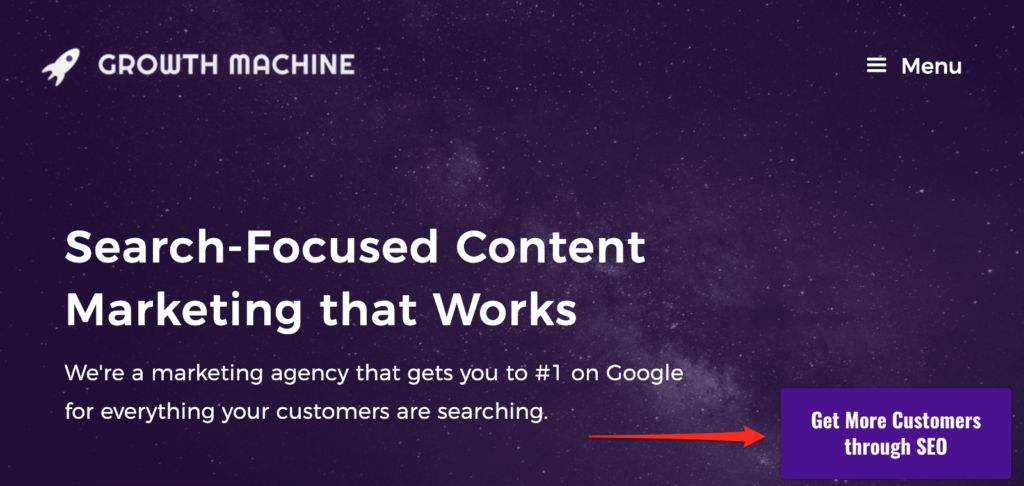 GROWTH MACHINE
Menu
Search-Focused Content
Marketing that Works
We're a marketing agency that gets you to #1 on Google
for everything your customers are searching.
Get More Customers
through SEO